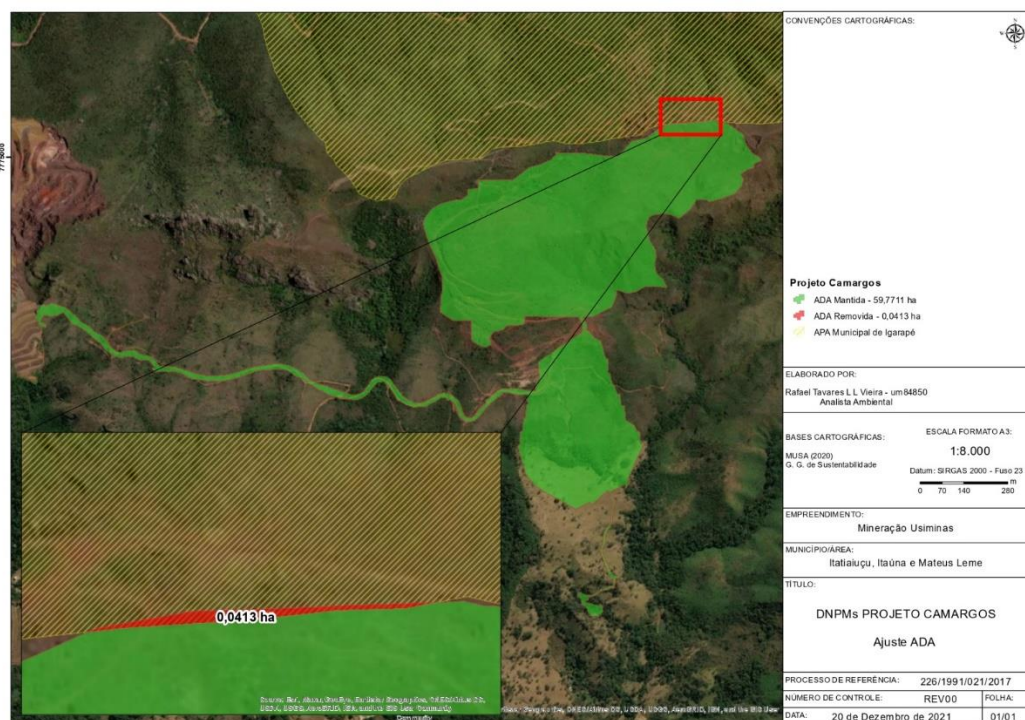 CONVENÇÕES CARTOGRÁFICAS:
Projeto Camargos
ADA Mantida - 59,7711 ha
ADA Removida - 0,0413 ha
APA Municipal de Igarapé
ELABORADO POR:
Rafael Tavares L L Vieira - um84850
Analista Ambiental
BASES CARTOGRÁFICAS:
MUSA (2020)
G. G. de Sustentabilidade
ESCALA FORMATO A3:
1:8.000
Datum: SIRGAS 2000 - Fuso 23
m
0 70 140 280
EMPREENDIMENTO:
Mineração Usiminas
MUNICÍPIO/ÁREA:
Itatiaiuçu, Itaúna e Mateus Leme
TÍTULO:
DNPMs PROJETO CAMARGOS
Ajuste ADA
PROCESSO DE REFERÊNCIA: 226/1991/021/2017
NÚMERO DE CONTROLE: REV00
FOLHA:
DATA: 20 de Dezembro de 2021
01/01
0,0413 ha